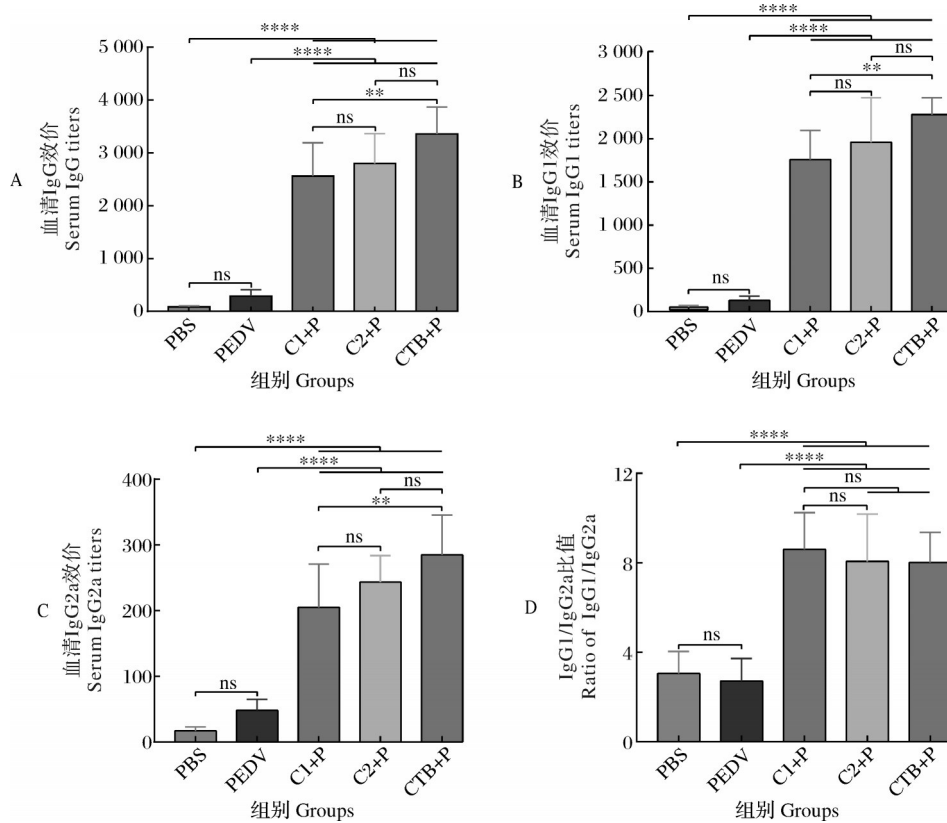 A
血清IgG效价
Serum IgG titers
5 000
4 000
3 000
2 000
1 000
0
****
****
ns
**
ns
ns
PBS
PEDV
C1+P
C2+P
CTB+P
组别 Groups
B
血清IgG1效价
Serum IgG1 titers
3 000
2 500
2 000
1 500
1 000
500
0
****
****
ns
**
ns
ns
PBS
PEDV
C1+P
C2+P
CTB+P
组别 Groups
C
血清IgG2a效价
Serum IgG2a titers
400
300
200
100
0
****
****
ns
**
ns
ns
PBS
PEDV
C1+P
C2+P
CTB+P
组别 Groups
D
IgG1/IgG2a比值
Ratio of IgG1/IgG2a
12
8
4
0
****
****
ns
ns
ns
PBS
PEDV
C1+P
C2+P
CTB+P
组别 Groups